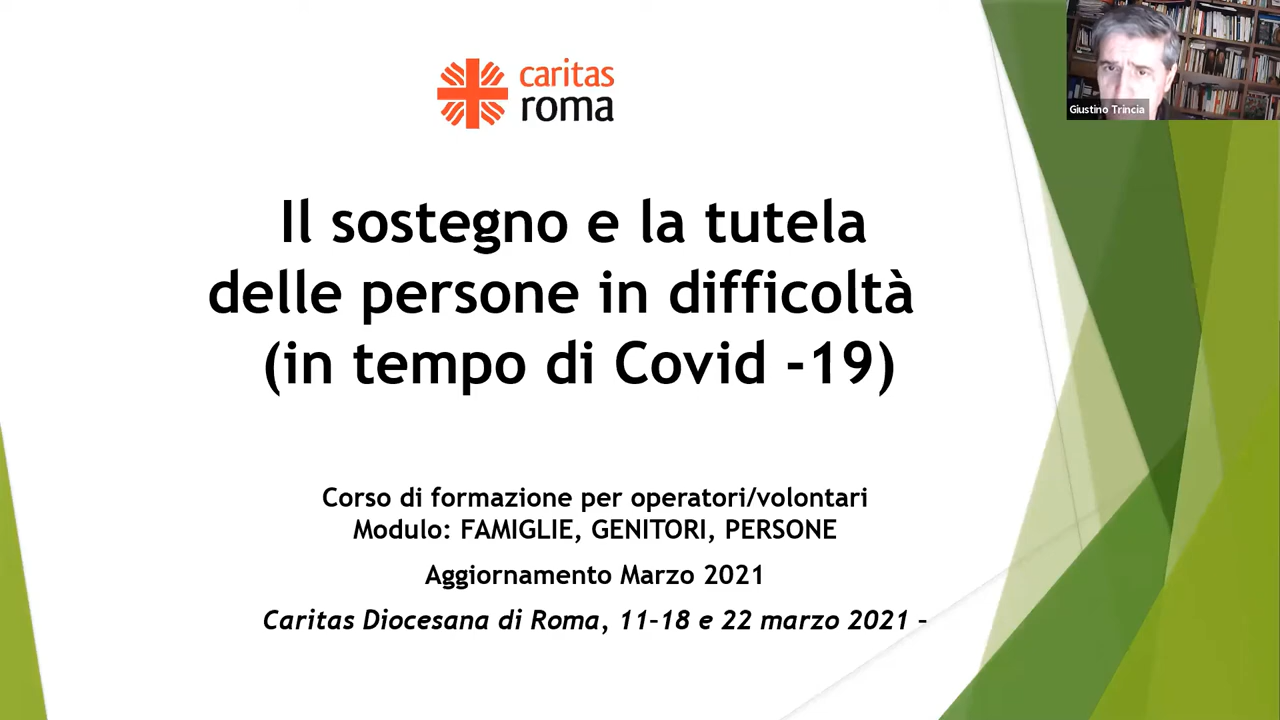 caritas
roma
Giustino Trincia
Il sostegno e la tutela
delle persone in difficoltà
(in tempo di Covid -19)
Corso di formazione per operatori/volontari
Modulo: FAMIGLIE, GENITORI, PERSONE
Aggiornamento Marzo 2021
Caritas Diocesana di Roma, 11-18 e 22 marzo 2021 –